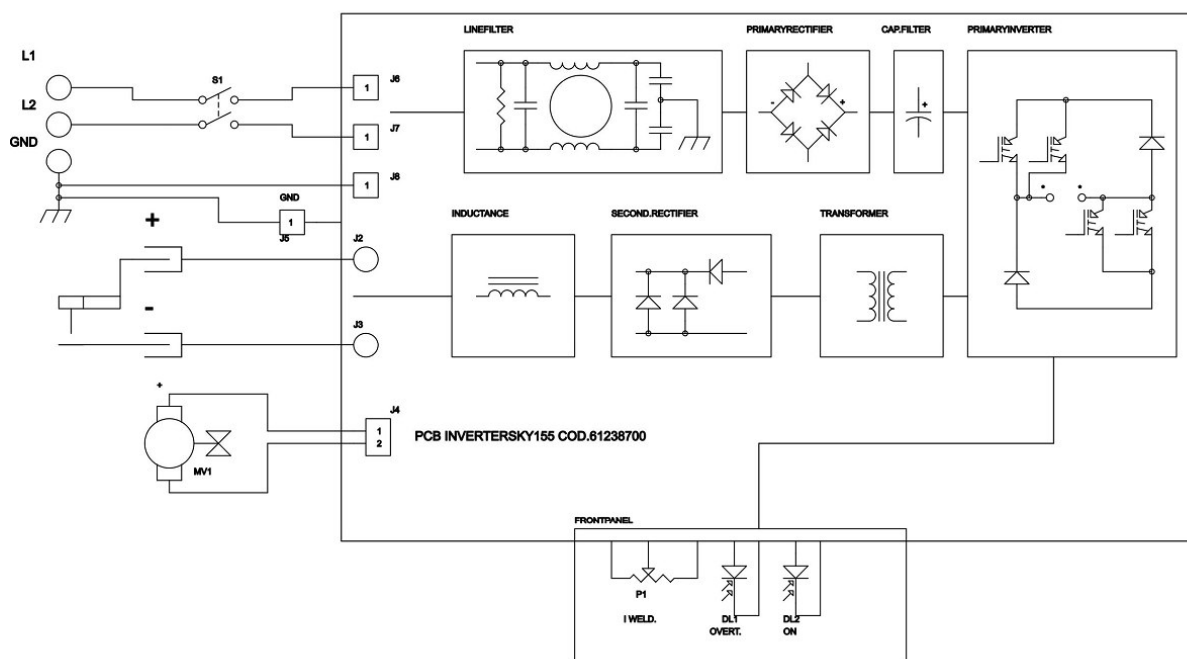 LINEFILTER
PRIMARYRECTIFIER
CAP.FILTER
PRIMARYINVERTER
L1
S1
J6
1
L2
J7
1
GND
J8
1
GND
1
J5
+
J2
-
J3
INDUCTANCE
SECOND.RECTIFIER
TRANSFORMER
-
+
+
+
J4
1
2
PCB INVERTERSKY155 COD.61238700
MV1
FRONTPANEL
P1
I WELD.
DL1
OVERT.
DL2
ON